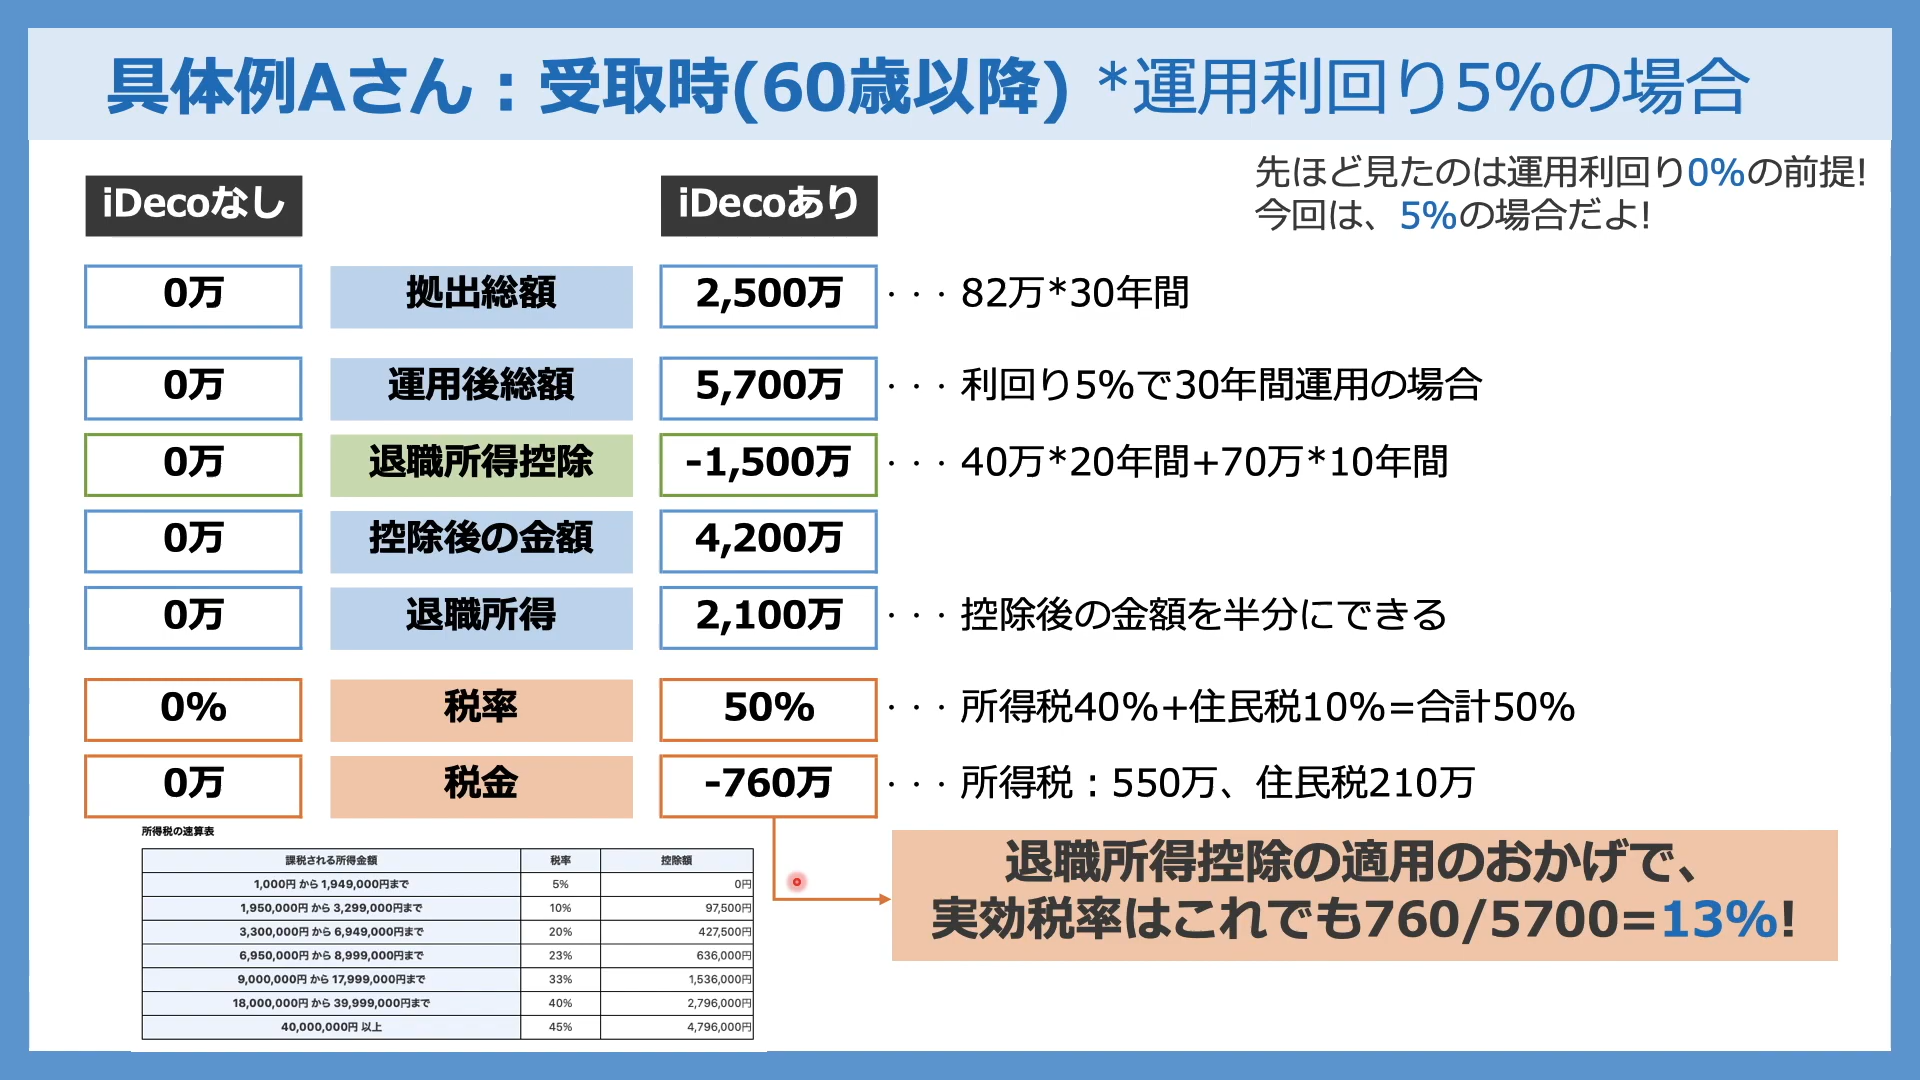 具体例Aさん：受取時(60歳以降) *運用利回り5%の場合
先ほど見たのは運用利回り0%の前提!
今回は、5%の場合だよ!
iDecoなし
iDecoあり
0万 拠出総額 2,500万 ・・・ 82万*30年間
0万 運用後総額 5,700万 ・・・ 利回り5%で30年間運用の場合
0万 退職所得控除 -1,500万 ・・・ 40万*20年間+70万*10年間
0万 控除後の金額 4,200万
0万 退職所得 2,100万 ・・・ 控除後の金額を半分にできる
0% 税率 50% ・・・ 所得税40%+住民税10%=合計50%
0万 税金 -760万 ・・・ 所得税：550万、住民税210万
退職所得控除の適用のおかげで、
実効税率はこれでも760/5700=13%!
所得税の速算表
課税される所得金額 税率 控除額
1,000円 から 1,949,000円まで 5% 0円
1,950,000円 から 3,299,000円まで 10% 97,500円
3,300,000円 から 6,949,000円まで 20% 427,500円
6,950,000円 から 8,999,000円まで 23% 636,000円
9,000,000円 から 17,999,000円まで 33% 1,536,000円
18,000,000円 から 39,999,000円まで 40% 2,796,000円
40,000,000円 以上 45% 4,796,000円